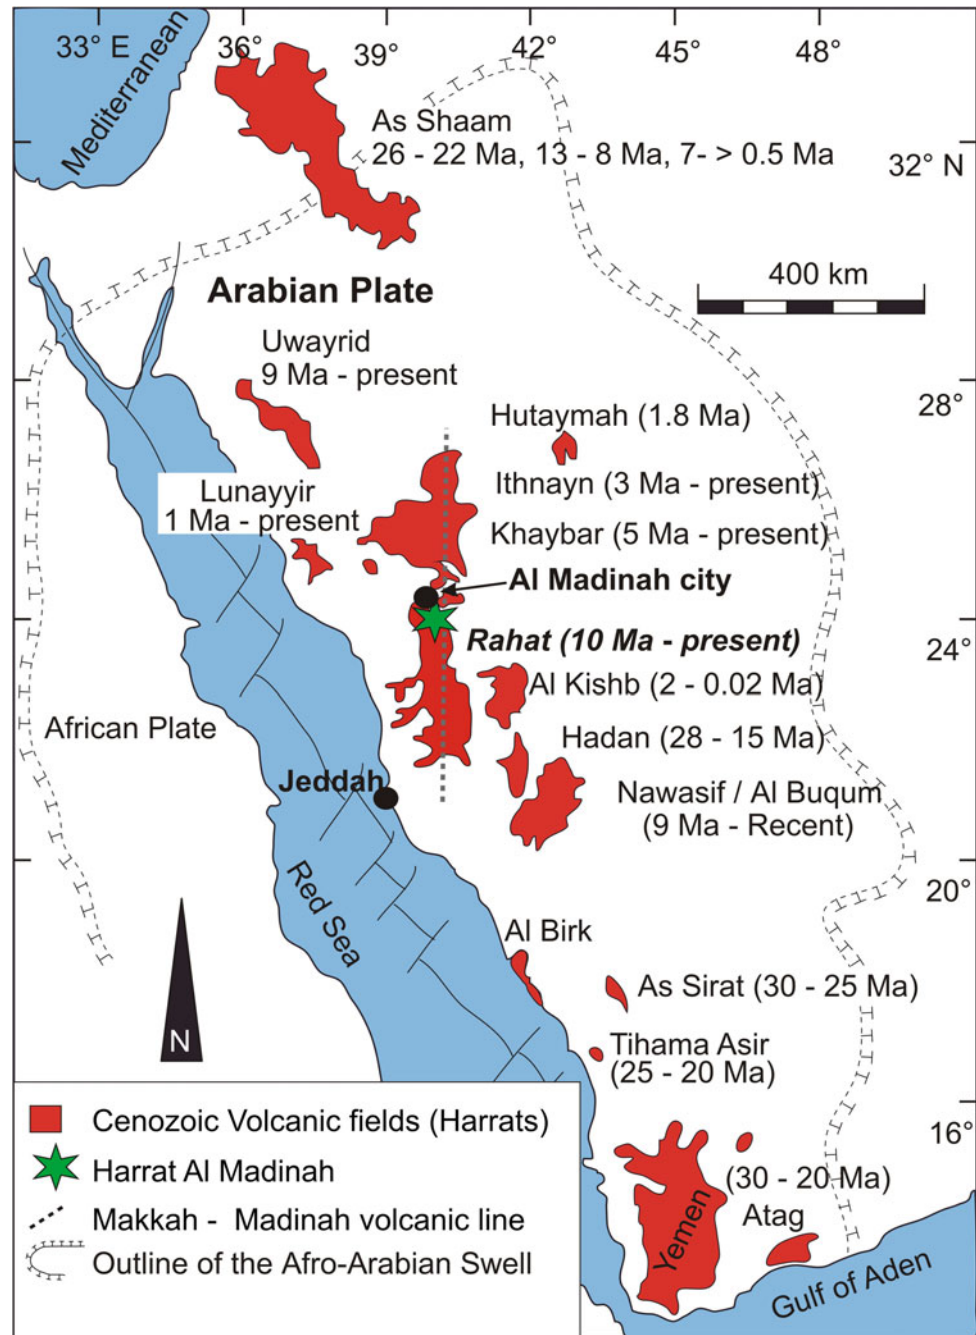 33° E
36°
39°
42°
45°
48°
Mediterranean
As Shaam
26 - 22 Ma, 13 - 8 Ma, 7- > 0.5 Ma
32° N
400 km
Arabian Plate
Uwayrid
9 Ma - present
28°
Hutaymah (1.8 Ma)
Lunayyir
1 Ma - present
Ithnayn (3 Ma - present)
Khaybar (5 Ma - present)
Al Madinah city
Rahat (10 Ma - present)
24°
Al Kishb (2 - 0.02 Ma)
African Plate
Hadan (28 - 15 Ma)
Jeddah
Nawasif / Al Buqum
(9 Ma - Recent)
20°
Red Sea
Al Birk
As Sirat (30 - 25 Ma)
N
Tihama Asir
(25 - 20 Ma)
16°
(30 - 20 Ma)
Yemen
Atag
Gulf of Aden
Cenozoic Volcanic fields (Harrats)
Harrat Al Madinah
Makkah - Madinah volcanic line
Outline of the Afro-Arabian Swell